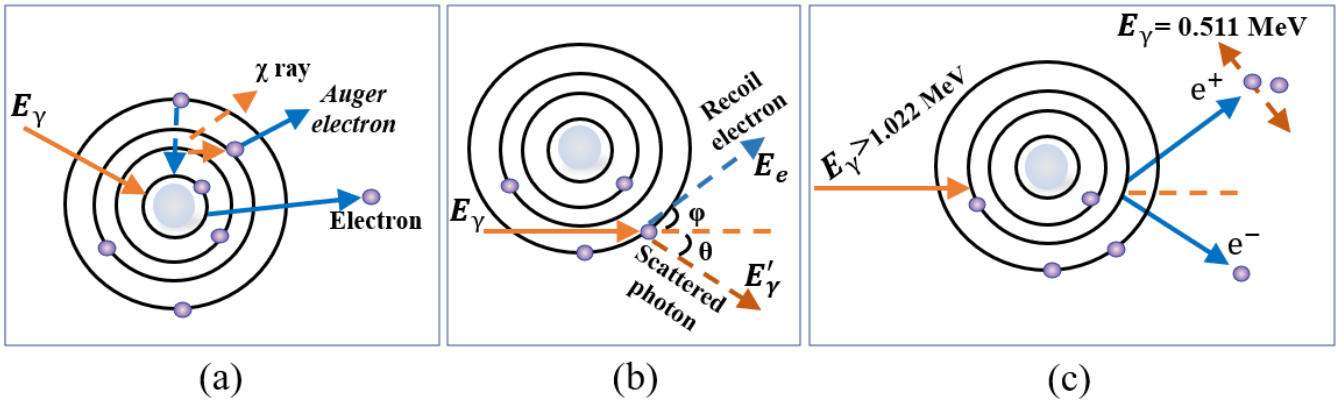 E_γ
χ ray
Auger
electron
Electron
(a)
E_γ
Recoil
electron
E_e
φ
θ
E'_γ
Scattered
photon
(b)
E_γ>1.022 MeV
E_γ= 0.511 MeV
e⁺
e⁻
(c)